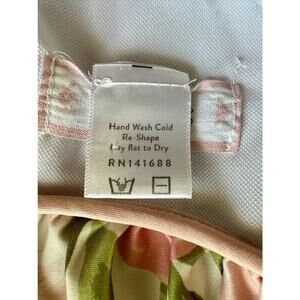 Hand Wash Cold
Re-Shape
Lay flat to Dry
RN141688